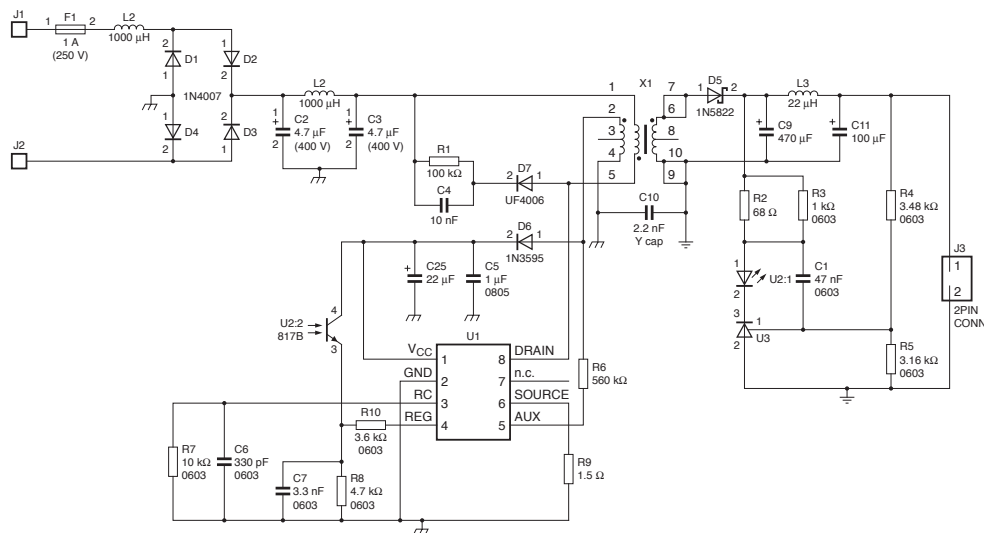 J1
1
F1
2
1 A
(250 V)
L2
1000 μH
2
D1
1
1
D2
2
1N4007
1
D4
2
2
D3
1
J2
1
C2
4.7 μF
(400 V)
2
L2
1000 μH
1
C3
4.7 μF
(400 V)
2
R1
100 kΩ
C4
10 nF
2
D7
1
UF4006
2
D6
1
1N3595
X1
1
2
3
4
5
7
6
8
10
9
C10
2.2 nF
Y cap
1
D5
2
1N5822
L3
22 μH
C9
470 μF
C11
100 μF
R2
68 Ω
R3
1 kΩ
0603
R4
3.48 kΩ
0603
1
U2:1
2
C1
47 nF
0603
3
1
U3
2
R5
3.16 kΩ
0603
J3
1
2
2PIN
CONN
C25
22 μF
C5
1 μF
0805
4
U2:2
817B
3
U1
VCC
1
GND
2
RC
3
REG
4
8
DRAIN
7
n.c.
6
SOURCE
5
AUX
R6
560 kΩ
R10
3.6 kΩ
0603
R9
1.5 Ω
R7
10 kΩ
0603
C6
330 pF
0603
C7
3.3 nF
0603
R8
4.7 kΩ
0603